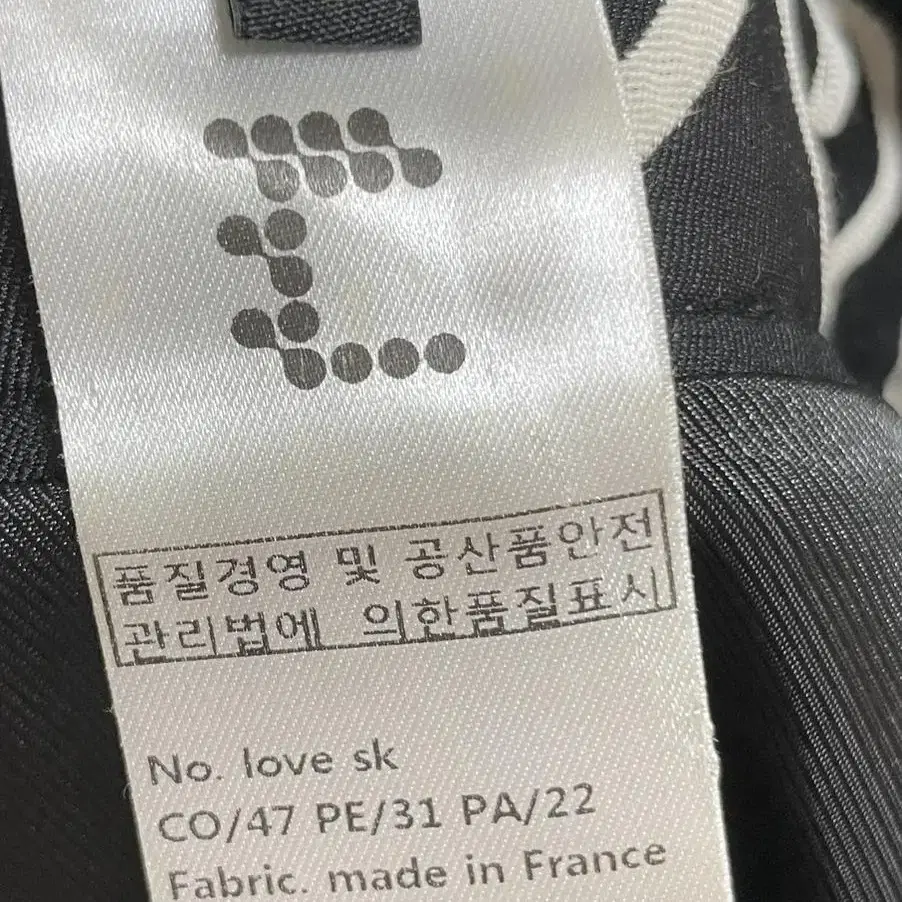 품질경영 및 공산품안전
관리법에 의한품질표시
No. love sk
CO/47 PE/31 PA/22
Fabric. made in France